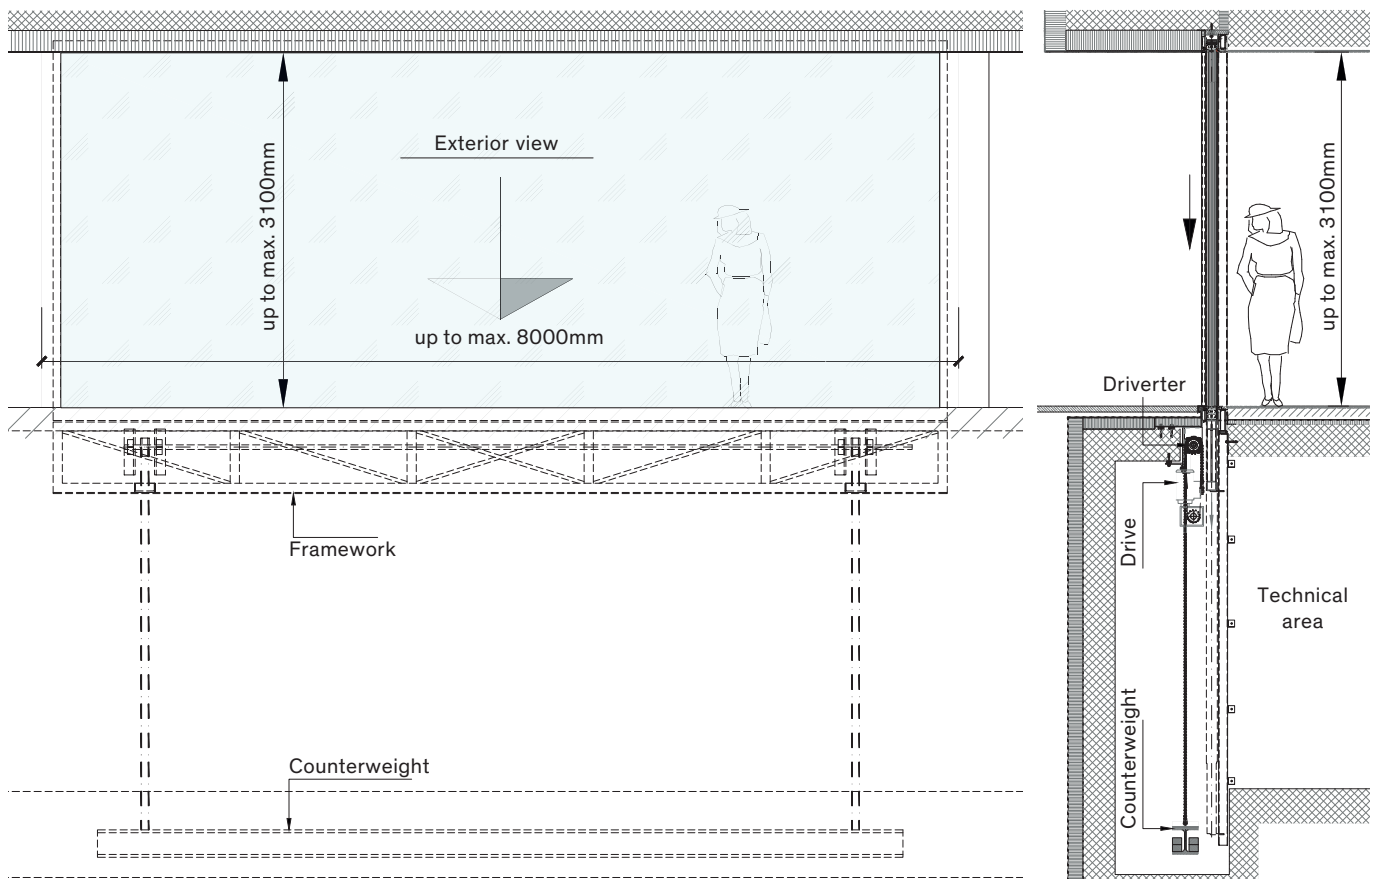 Exterior view
up to max. 3100mm
up to max. 8000mm
Framework
Counterweight
up to max. 3100mm
Driverter
Drive
Technical
area
Counterweight